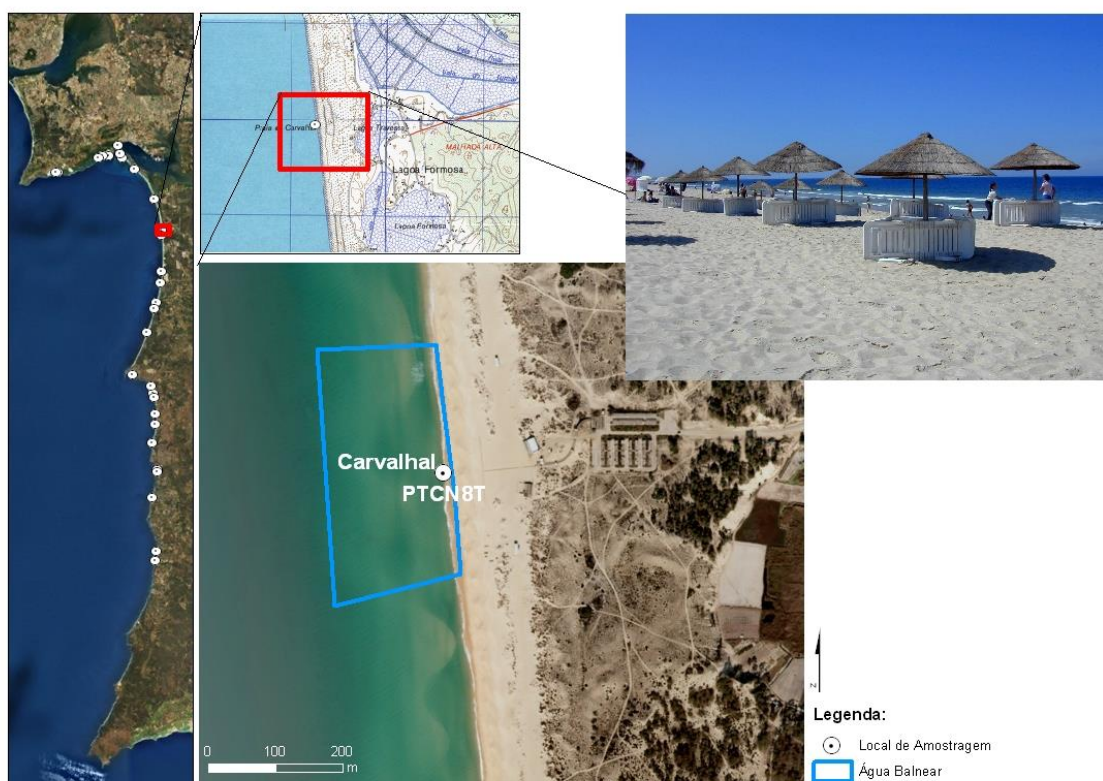 Praia do Carvalhal
Lagoa Travessa
MALHADA ALTA
Lagoa Formosa
Lagoa Formosa
Carvalhal
PTCN8T
0 100 200
m
N
Legenda:
Local de Amostragem
Água Balnear